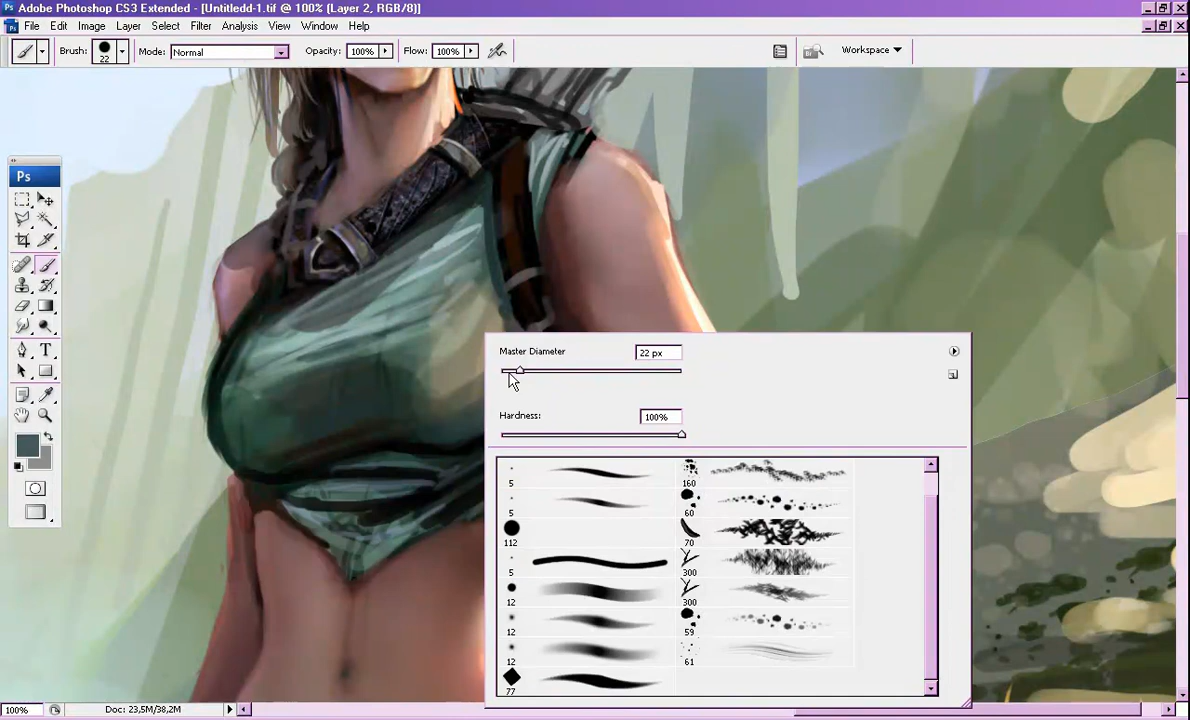 Adobe Photoshop CS3 Extended - [Untitledd-1.tif @ 100% (Layer 2, RGB/8)]
File Edit Image Layer Select Filter Analysis View Window Help
Brush: 22 Mode: Normal Opacity: 100% Flow: 100% Workspace
Ps
T
Master Diameter 22 px
Hardness: 100%
5 160
5 60
112 70
5 300
12 300
12 59
12 61
77
100% Doc: 23,5M/38,2M